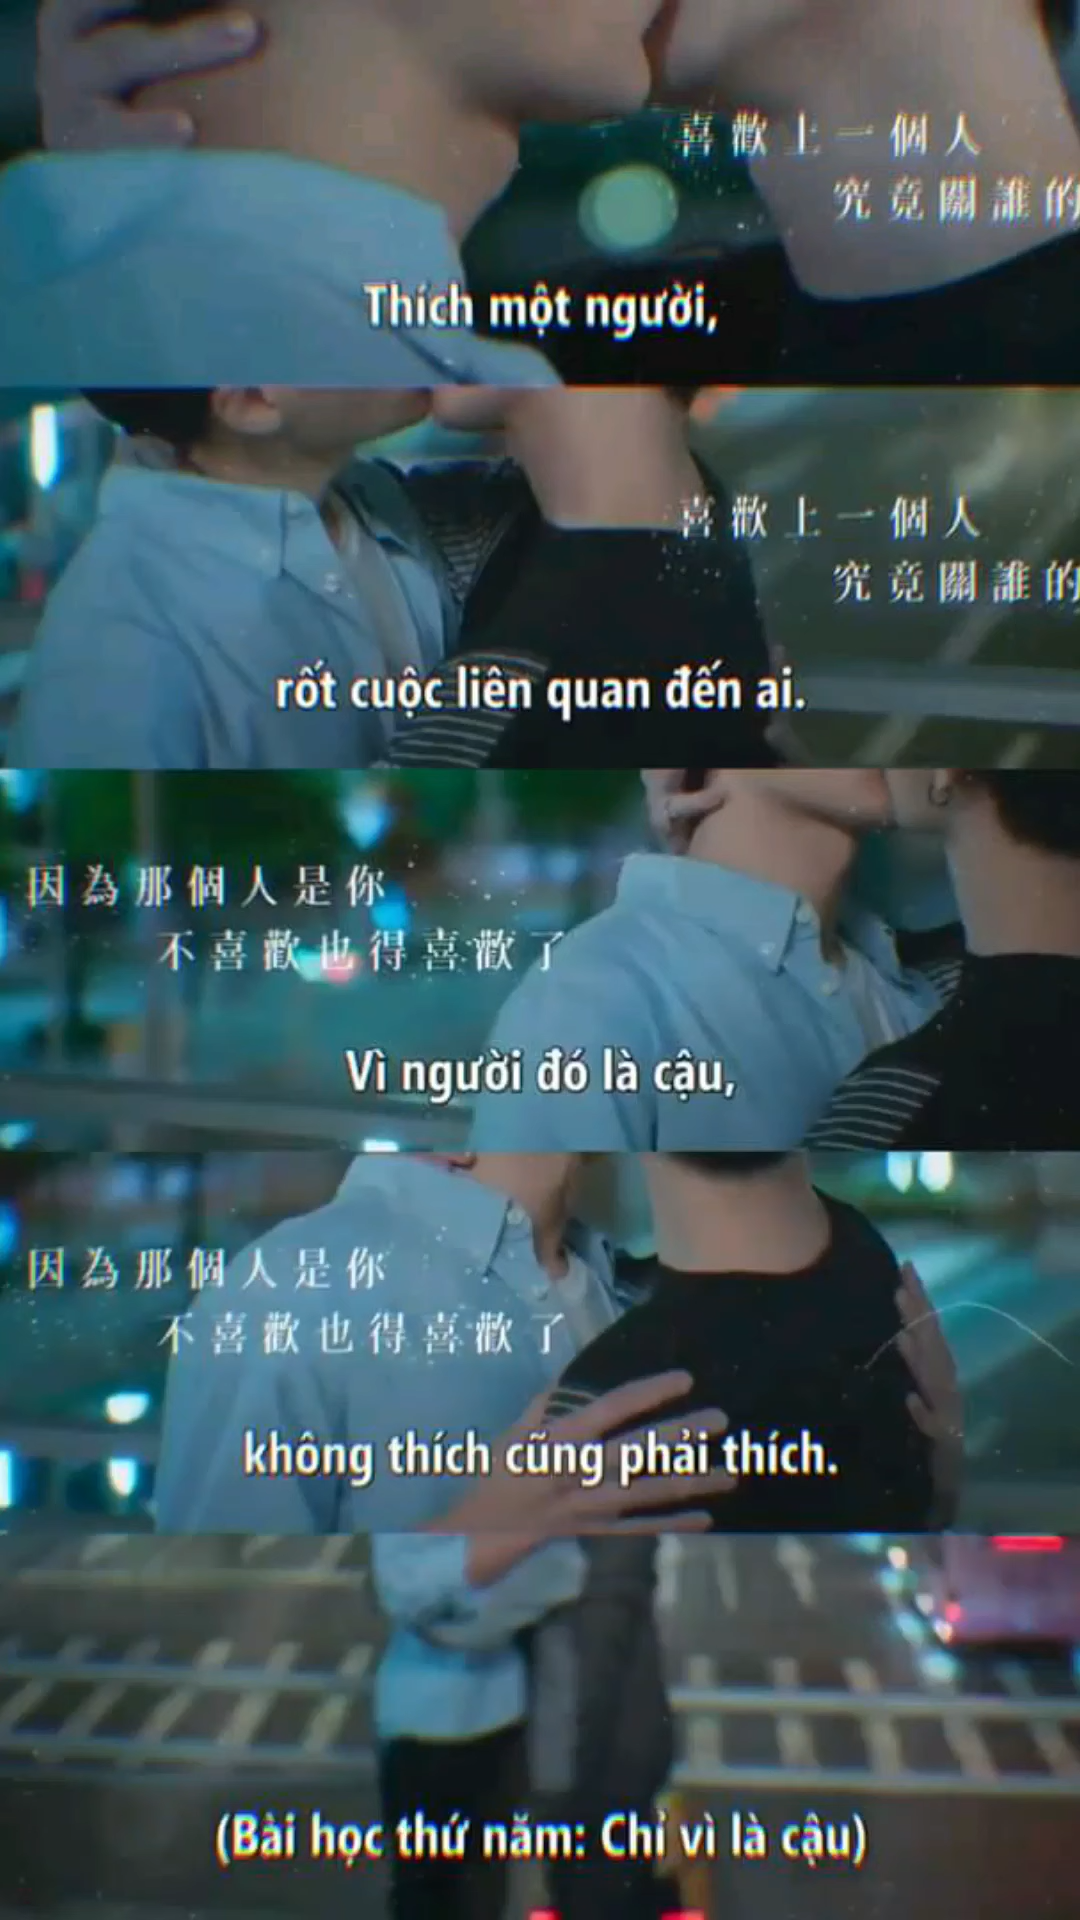 喜歡上一個人
究竟關誰的
Thích một người,
喜歡上一個人
究竟關誰的
rốt cuộc liên quan đến ai.
因為那個人是你
不喜歡也得喜歡了
Vì người đó là cậu,
因為那個人是你
不喜歡也得喜歡了
không thích cũng phải thích.
(Bài học thứ năm: Chỉ vì là cậu)